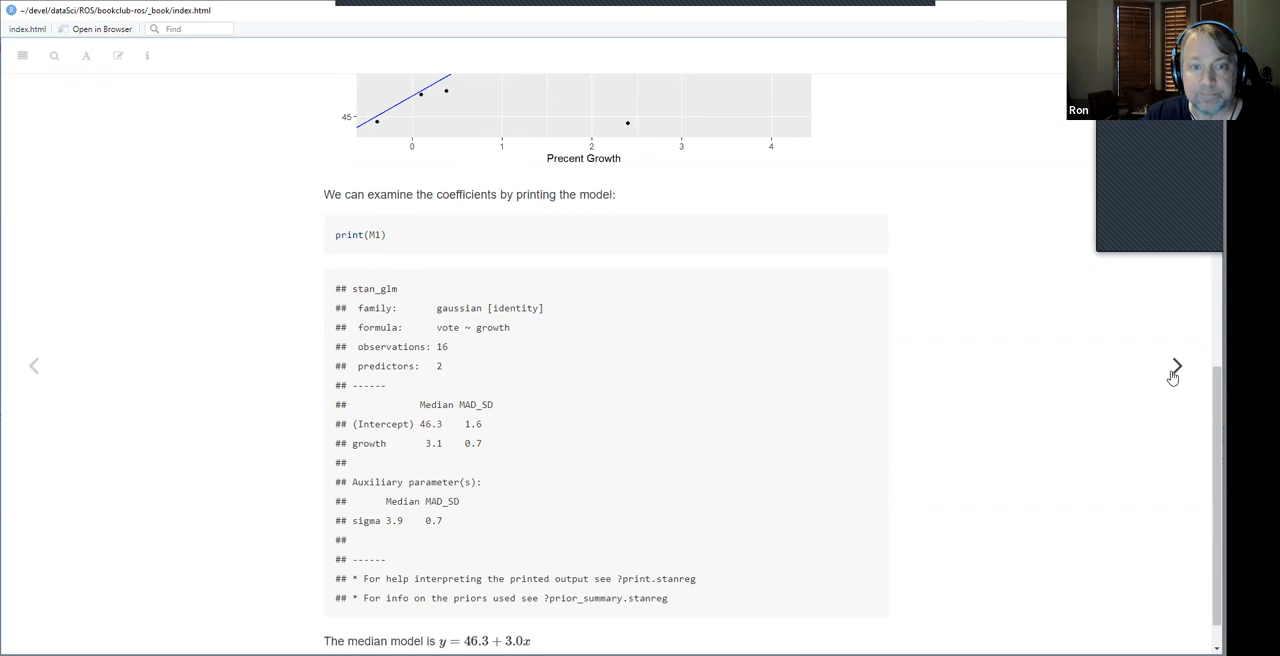 ~/devel/dataSci/ROS/bookclub-ros/_book/index.html
index.html Open in Browser Find
Ron
45
0 1 2 3 4
Precent Growth
We can examine the coefficients by printing the model:
print(M1)
## stan_glm
## family: gaussian [identity]
## formula: vote ~ growth
## observations: 16
## predictors: 2
## ------
## Median MAD_SD
## (Intercept) 46.3 1.6
## growth 3.1 0.7
##
## Auxiliary parameter(s):
## Median MAD_SD
## sigma 3.9 0.7
##
## ------
## * For help interpreting the printed output see ?print.stanreg
## * For info on the priors used see ?prior_summary.stanreg
The median model is y = 46.3 + 3.0x